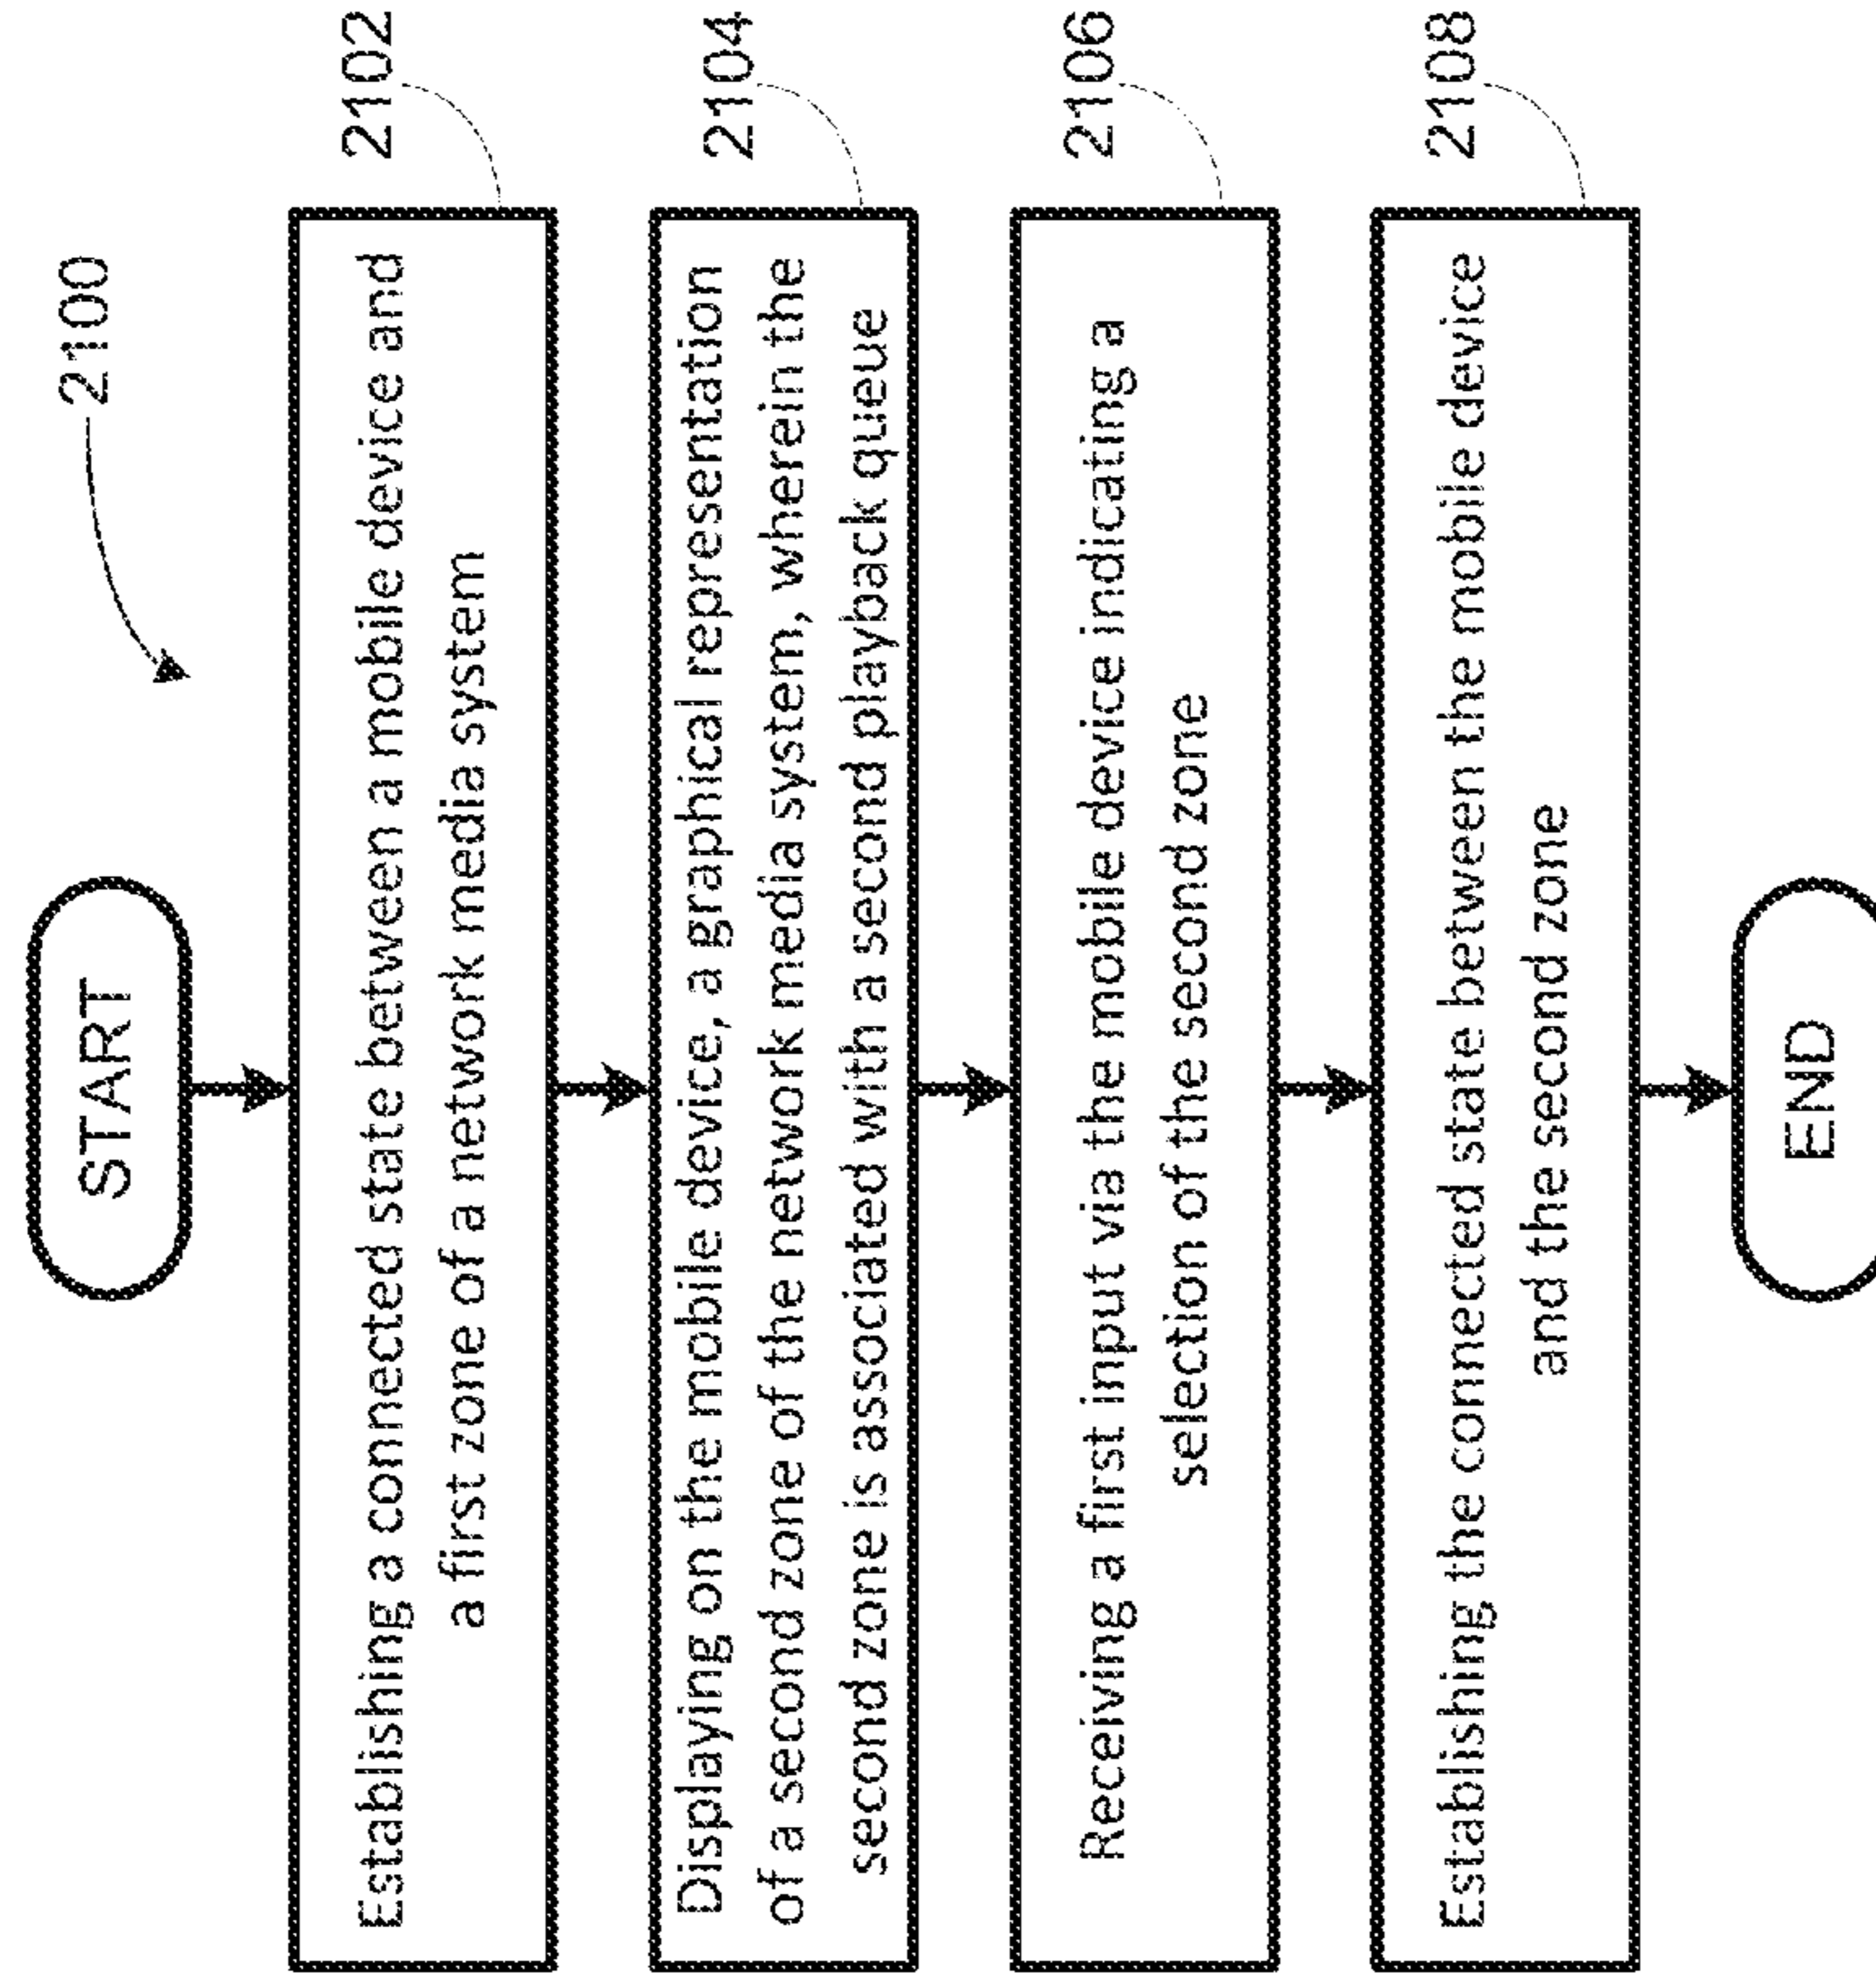 2100
START
Establishing a connected state between a mobile device and
a first zone of a network media system
2102
Displaying on the mobile device, a graphical representation
of a second zone of the network media system, wherein the
second zone is associated with a second playback queue
2104
Receiving a first input via the mobile device indicating a
selection of the second zone
2106
Establishing the connected state between the mobile device
and the second zone
2108
END